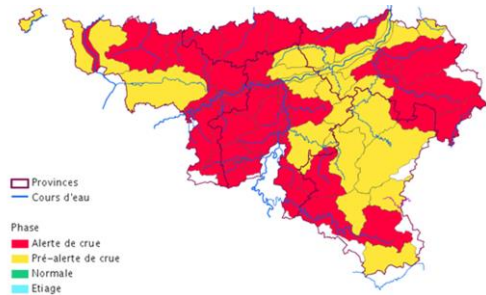 Provinces
Cours d'eau
Phase
Alerte de crue
Pré-alerte de crue
Normale
Etiage